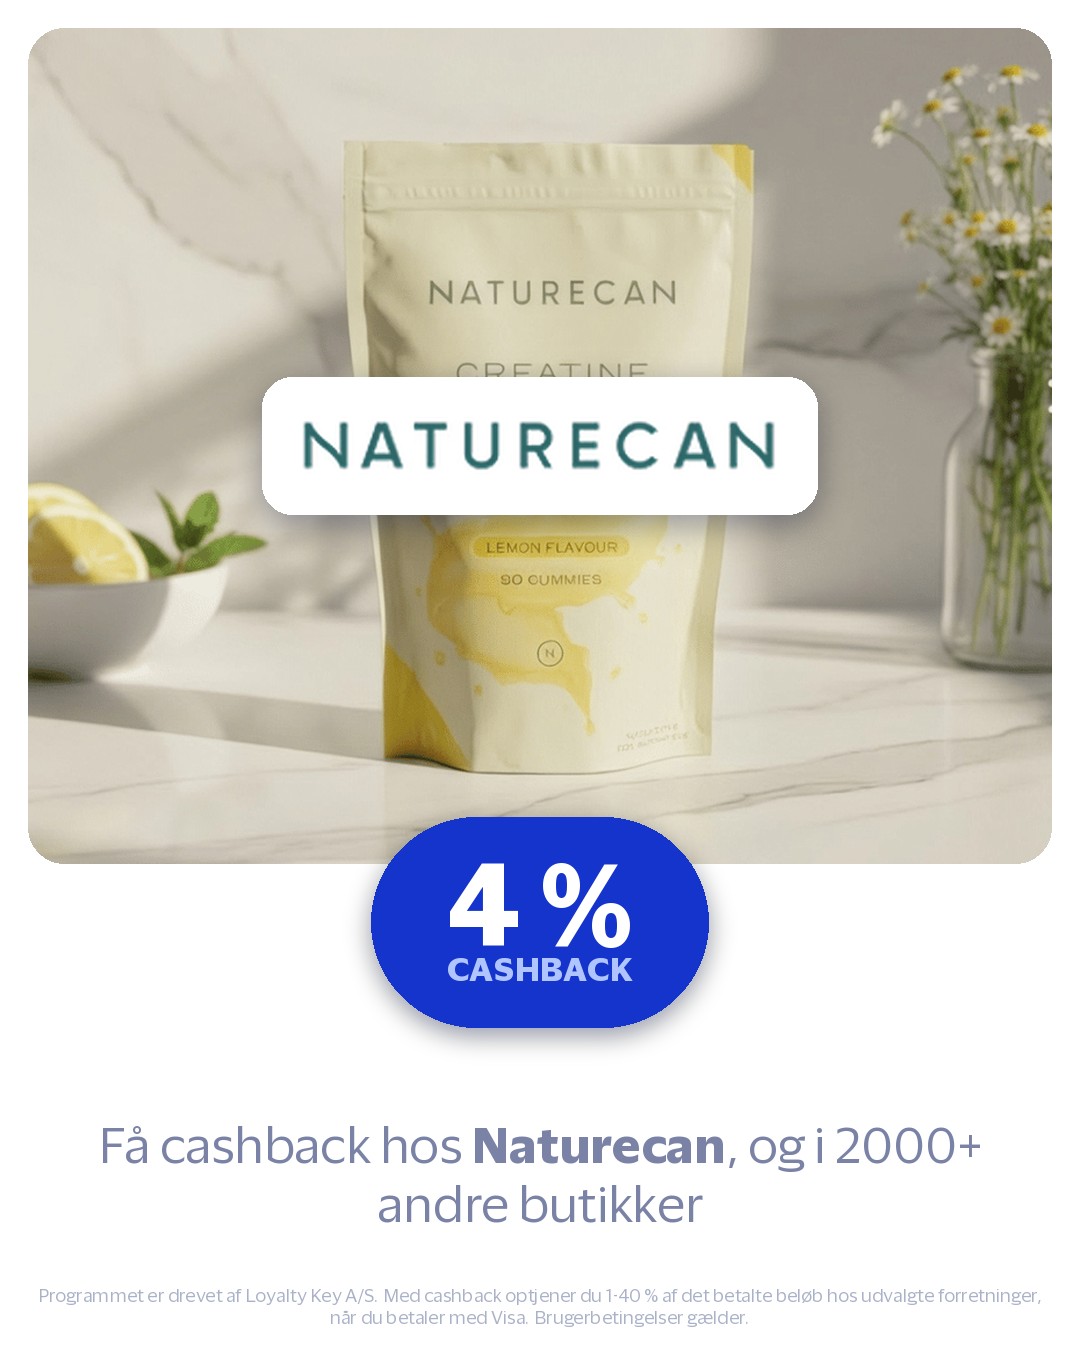 NATURECAN
CREATINE
NATURECAN
LEMON FLAVOUR
90 GUMMIES
N
4 %
CASHBACK
Få cashback hos Naturecan, og i 2000+
andre butikker
Programmet er drevet af Loyalty Key A/S. Med cashback optjener du 1-40 % af det betalte beløb hos udvalgte forretninger,
når du betaler med Visa. Brugerbetingelser gælder.